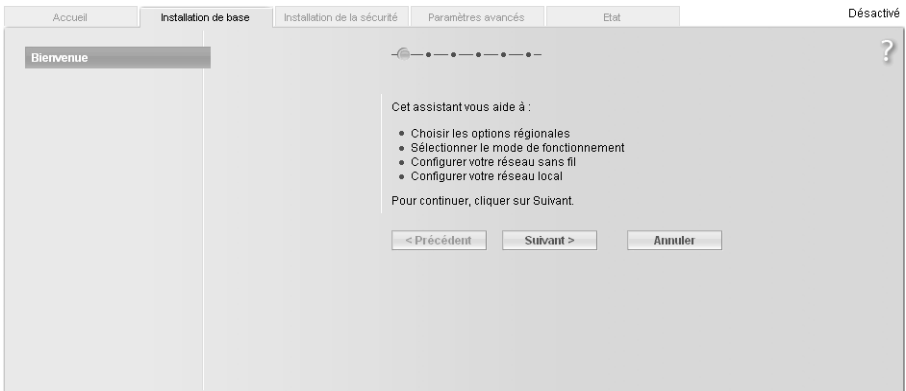 Accueil
Installation de base
Installation de la sécurité
Paramètres avancés
Etat
Désactivé
Bienvenue
?
Cet assistant vous aide à :
• Choisir les options régionales
• Sélectionner le mode de fonctionnement
• Configurer votre réseau sans fil
• Configurer votre réseau local
Pour continuer, cliquer sur Suivant.
< Précédent
Suivant >
Annuler